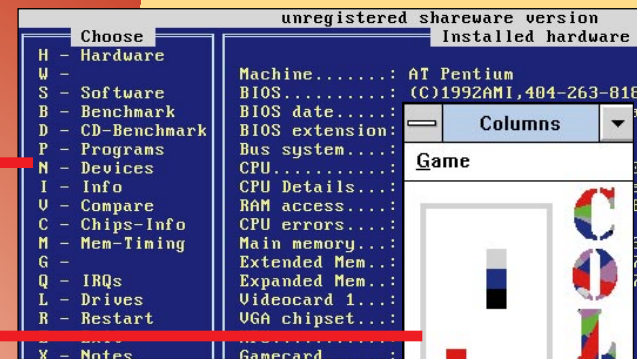 unregistered shareware version
Choose
Installed hardware
H - Hardware
W -
S - Software
B - Benchmark
D - CD-Benchmark
P - Programs
N - Devices
I - Info
V - Compare
C - Chips-Info
M - Mem-Timing
G -
Q - IRQs
L - Drives
R - Restart
X - Notes
Machine.......: AT Pentium
BIOS..........: (C)1992AMI,404-263-818
BIOS date.....:
BIOS extension:
Bus system....:
CPU...........:
CPU Details...:
RAM access....:
CPU errors....:
Main memory...:
Extended Mem..:
Expanded Mem..:
Videocard 1...:
VGA chipset...:
Gamecard
Columns
Game
COL